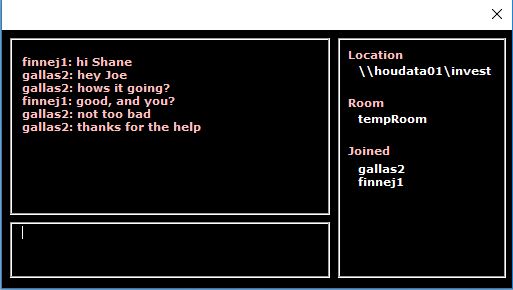 finnej1: hi Shane
gallas2: hey Joe
gallas2: hows it going?
finnej1: good, and you?
gallas2: not too bad
gallas2: thanks for the help
Location
\\houdata01\invest
Room
tempRoom
Joined
gallas2
finnej1